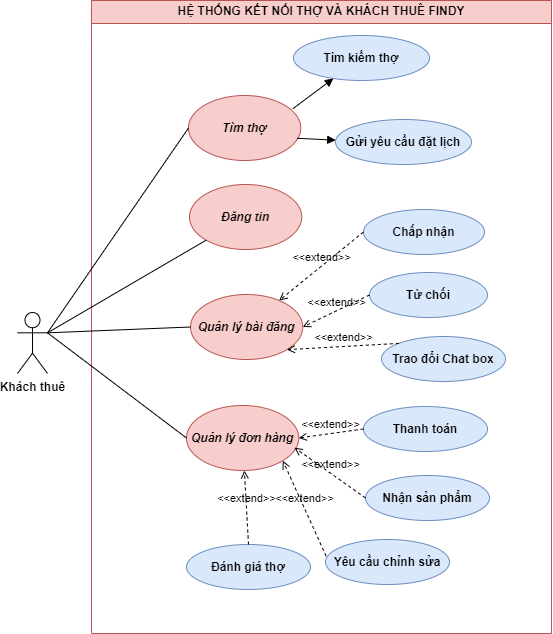 HỆ THỐNG KẾT NỐI THỢ VÀ KHÁCH THUÊ FINDY
Tìm kiếm thợ
Tìm thợ
Gửi yêu cầu đặt lịch
Đăng tin
Chấp nhận
<<extend>>
Từ chối
<<extend>>
Quản lý bài đăng
<<extend>>
Trao đổi Chat box
Khách thuê
<<extend>>
Thanh toán
Quản lý đơn hàng
<<extend>>
Nhận sản phẩm
<<extend>>
<<extend>>
Đánh giá thợ
Yêu cầu chỉnh sửa